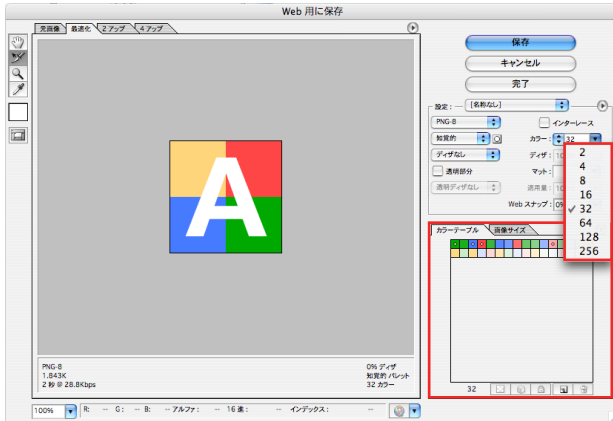 Web 用に保存
元画像 最適化 2 アップ 4 アップ
A
保存
キャンセル
完了
設定： [名称なし]
PNG-8 インターレース
知覚的 カラー： 32
ディザなし ディザ：
透明部分 マット：
透明ディザなし 適用量：
Web スナップ： 0%
2
4
8
16
32
64
128
256
カラーテーブル 画像サイズ
32
PNG-8 0% ディザ
1.843K 知覚的 パレット
2 秒 @ 28.8Kbps 32 カラー
100% R: -- G: -- B: -- アルファ: -- 16 進: -- インデックス: --